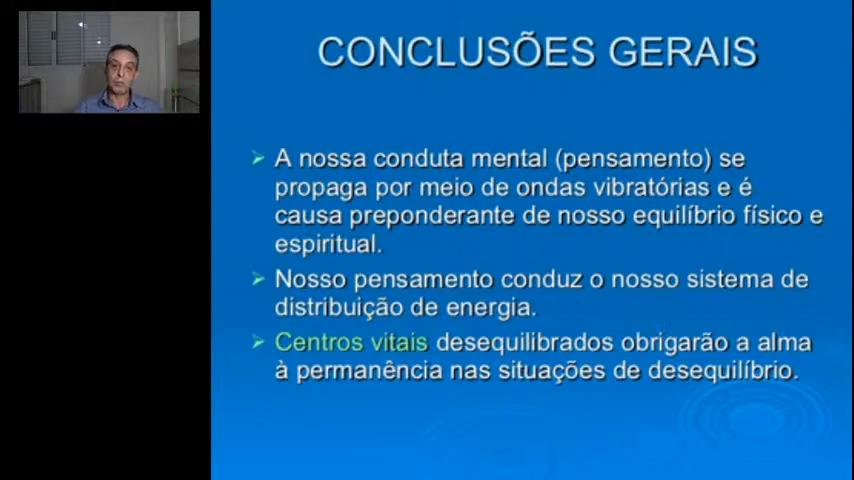 CONCLUSÕES GERAIS
A nossa conduta mental (pensamento) se
propaga por meio de ondas vibratórias e é
causa preponderante de nosso equilíbrio físico e
espiritual.
Nosso pensamento conduz o nosso sistema de
distribuição de energia.
Centros vitais desequilibrados obrigarão a alma
à permanência nas situações de desequilíbrio.